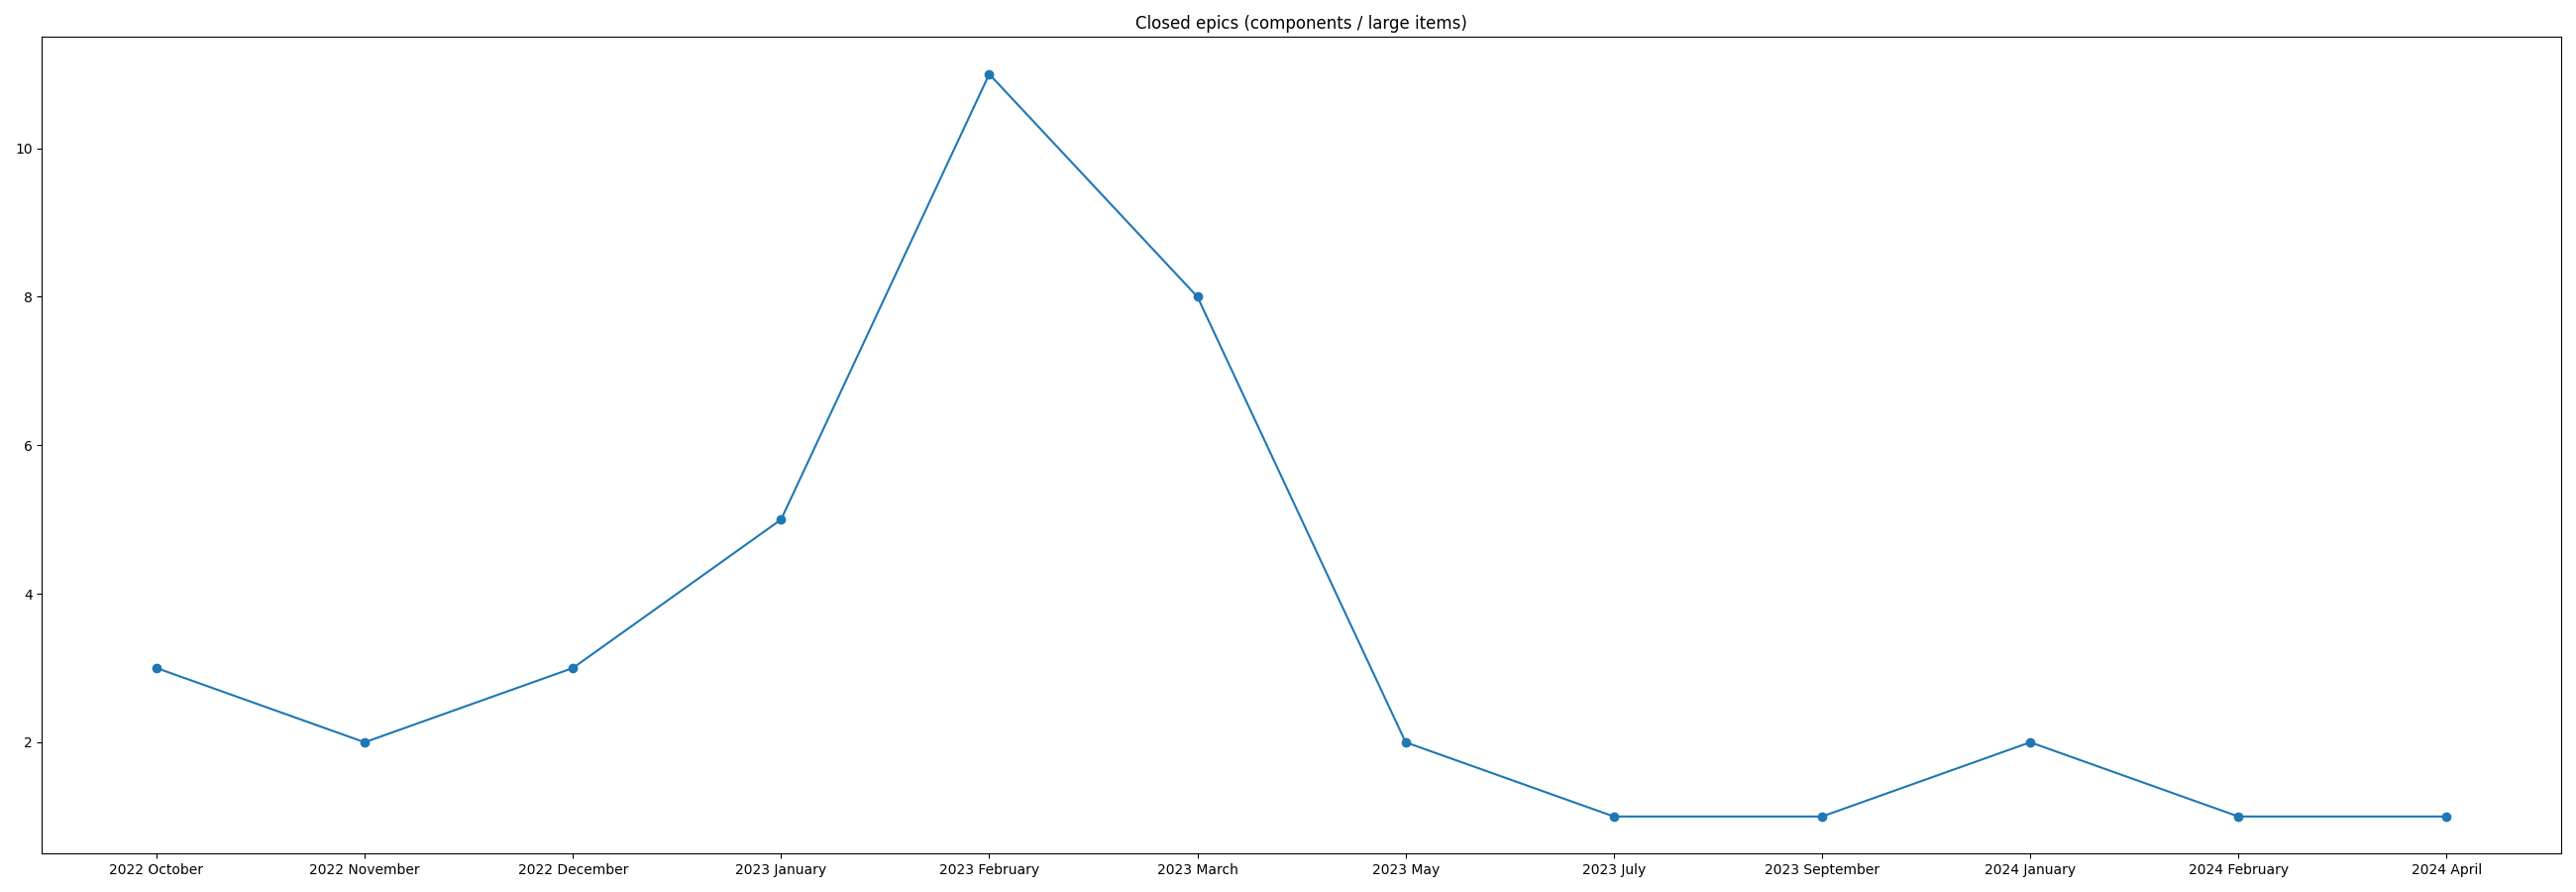 Closed epics (components / large items)
10
8
6
4
2
2022 October 2022 November 2022 December 2023 January 2023 February 2023 March 2023 May 2023 July 2023 September 2024 January 2024 February 2024 April